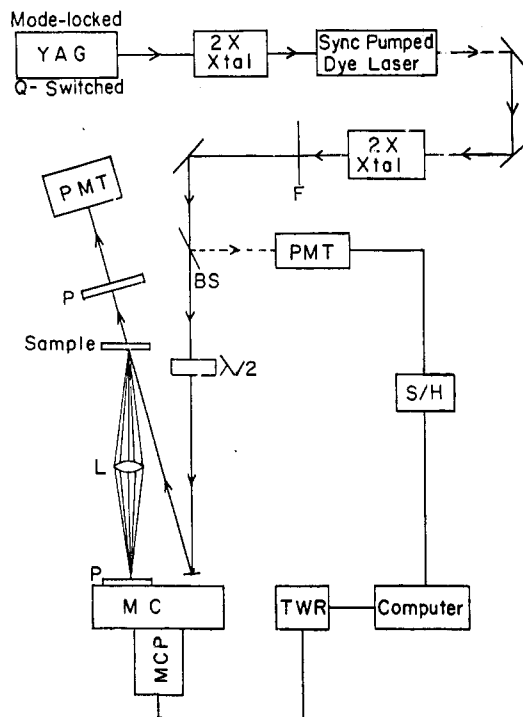 Mode-locked
YAG
Q-Switched
2X
Xtal
Sync Pumped
Dye Laser
2X
Xtal
F
PMT
P
BS
PMT
Sample
λ/2
S/H
L
P
MC
TWR
Computer
MCP